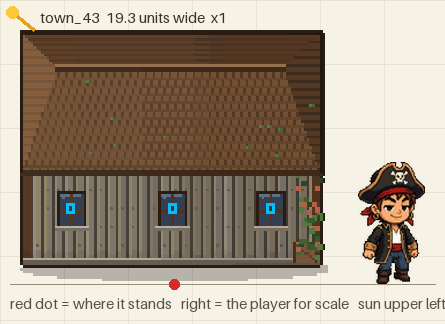 town_43 19.3 units wide x1
red dot = where it stands right = the player for scale sun upper left